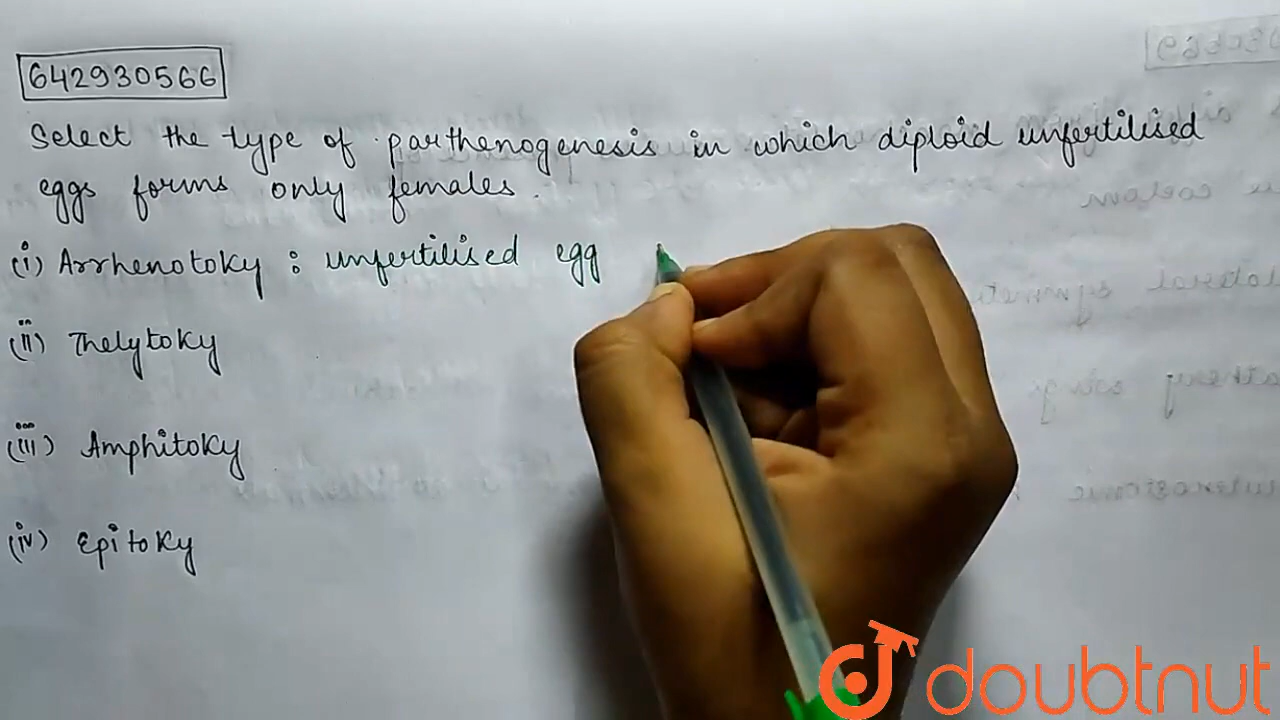 642930566
Select the type of parthenogenesis in which diploid unfertilised
eggs forms only females.
(i) Arrhenotoky : unfertilised egg
(ii) Thelytoky
(iii) Amphitoky
(iv) Epitoky
doubtnut